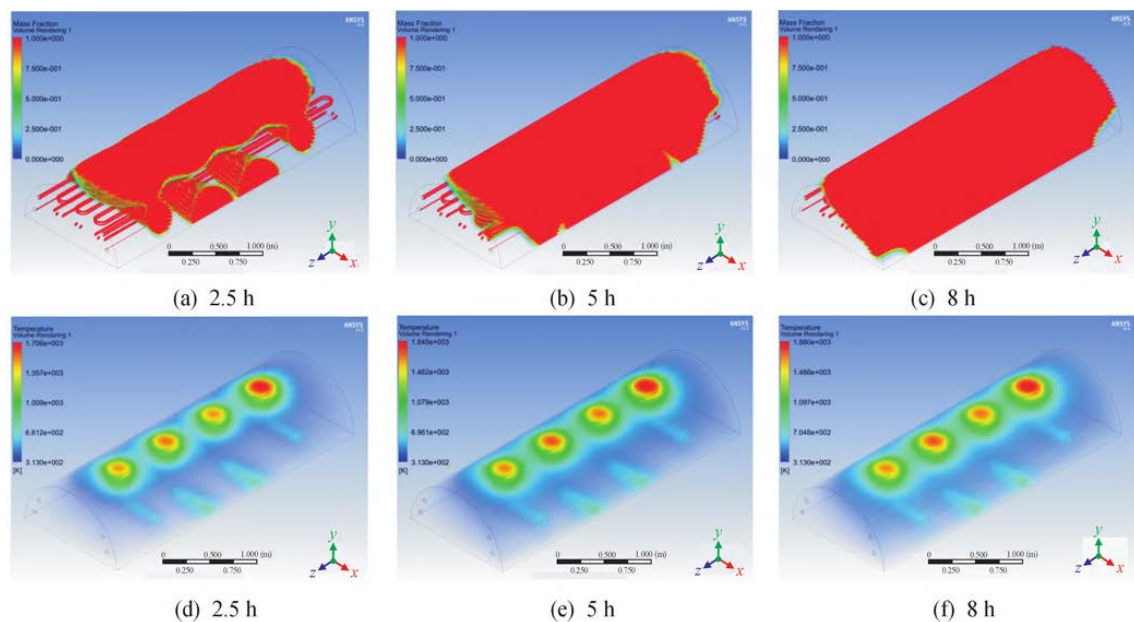 Mass Fraction
Volume Rendering 1
1.000e+000
7.500e-001
5.000e-001
2.500e-001
0.000e+000
ANSYS
0 0.500 1.000 (m)
0.250 0.750
y
z x
(a) 2.5 h
Mass Fraction
Volume Rendering 1
1.000e+000
7.500e-001
5.000e-001
2.500e-001
0.000e+000
ANSYS
0 0.500 1.000 (m)
0.250 0.750
y
z x
(b) 5 h
Mass Fraction
Volume Rendering 1
1.000e+000
7.500e-001
5.000e-001
2.500e-001
0.000e+000
ANSYS
0 0.500 1.000 (m)
0.250 0.750
y
z x
(c) 8 h
Temperature
Volume Rendering 1
1.706e+003
1.357e+003
1.009e+003
6.612e+002
3.130e+002
[K]
ANSYS
0 0.500 1.000 (m)
0.250 0.750
y
z x
(d) 2.5 h
Temperature
Volume Rendering 1
1.845e+003
1.462e+003
1.079e+003
6.961e+002
3.130e+002
[K]
ANSYS
0 0.500 1.000 (m)
0.250 0.750
y
z x
(e) 5 h
Temperature
Volume Rendering 1
1.880e+003
1.488e+003
1.097e+003
7.048e+002
3.130e+002
[K]
ANSYS
0 0.500 1.000 (m)
0.250 0.750
y
z x
(f) 8 h